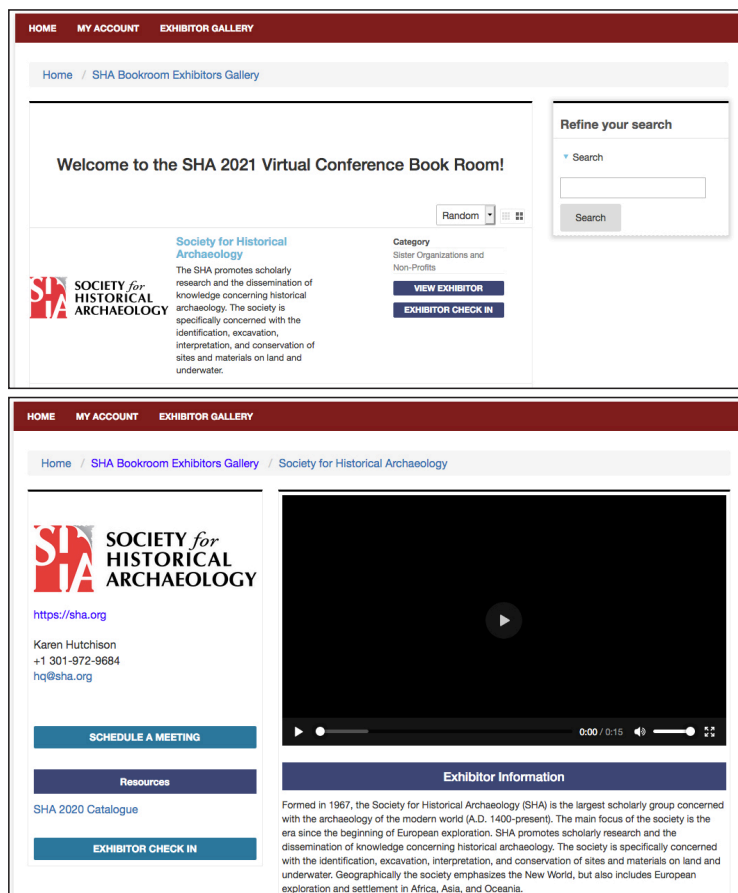 HOME MY ACCOUNT EXHIBITOR GALLERY
Home / SHA Bookroom Exhibitors Gallery
Welcome to the SHA 2021 Virtual Conference Book Room!
Random
SHA
SOCIETY for
HISTORICAL
ARCHAEOLOGY
Society for Historical
Archaeology
The SHA promotes scholarly
research and the dissemination of
knowledge concerning historical
archaeology. The society is
specifically concerned with the
identification, excavation,
interpretation, and conservation of
sites and materials on land and
underwater.
Category
Sister Organizations and
Non-Profits
VIEW EXHIBITOR
EXHIBITOR CHECK IN
Refine your search
Search
Search
HOME MY ACCOUNT EXHIBITOR GALLERY
Home / SHA Bookroom Exhibitors Gallery / Society for Historical Archaeology
SHA
SOCIETY for
HISTORICAL
ARCHAEOLOGY
https://sha.org
Karen Hutchison
+1 301-972-9684
hq@sha.org
SCHEDULE A MEETING
Resources
SHA 2020 Catalogue
EXHIBITOR CHECK IN
0:00 / 0:15
Exhibitor Information
Formed in 1967, the Society for Historical Archaeology (SHA) is the largest scholarly group concerned
with the archaeology of the modern world (A.D. 1400-present). The main focus of the society is the
era since the beginning of European exploration. SHA promotes scholarly research and the
dissemination of knowledge concerning historical archaeology. The society is specifically concerned
with the identification, excavation, interpretation, and conservation of sites and materials on land and
underwater. Geographically the society emphasizes the New World, but also includes European
exploration and settlement in Africa, Asia, and Oceania.